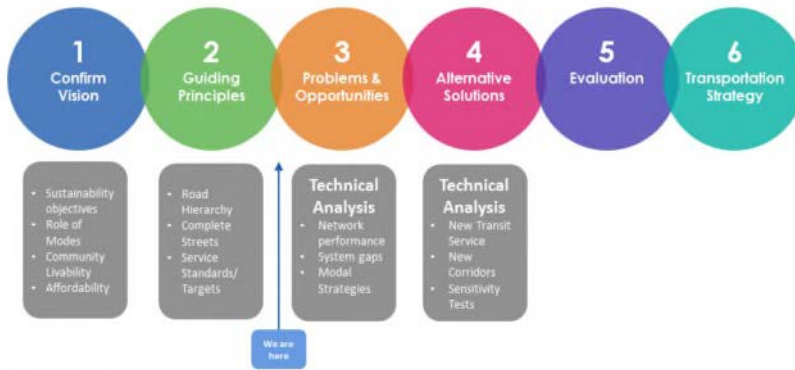 1
Confirm
Vision
2
Guiding
Principles
3
Problems &
Opportunities
4
Alternative
Solutions
5
Evaluation
6
Transportation
Strategy
• Sustainability
objectives
• Role of
Modes
• Community
Livability
• Affordability
• Road
Hierarchy
• Complete
Streets
• Service
Standards/
Targets
Technical
Analysis
• Network
performance
• System gaps
• Modal
Strategies
Technical
Analysis
• New Transit
Service
• New
Corridors
• Sensitivity
Tests
We are
here